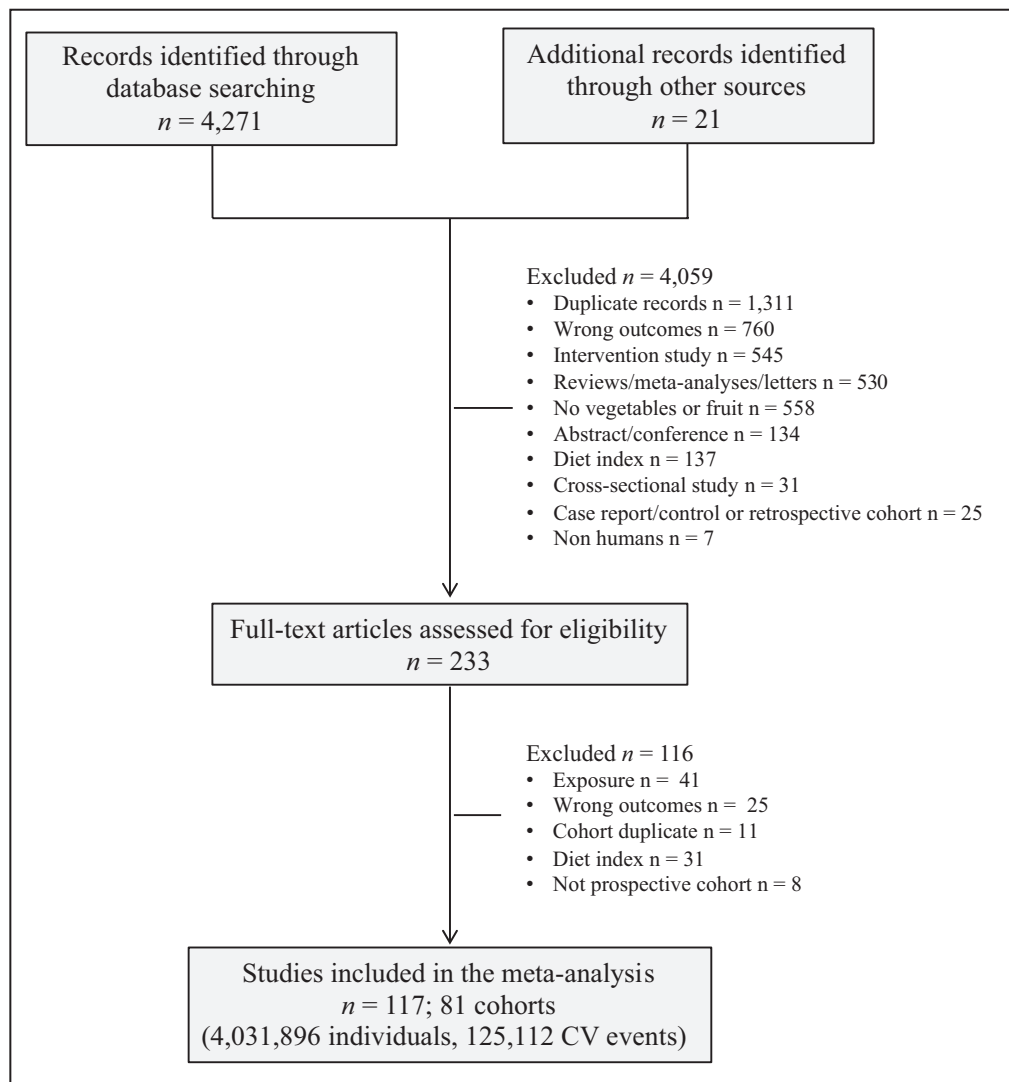 Records identified through
database searching
n = 4,271
Additional records identified
through other sources
n = 21
Excluded n = 4,059
• Duplicate records n = 1,311
• Wrong outcomes n = 760
• Intervention study n = 545
• Reviews/meta-analyses/letters n = 530
• No vegetables or fruit n = 558
• Abstract/conference n = 134
• Diet index n = 137
• Cross-sectional study n = 31
• Case report/control or retrospective cohort n = 25
• Non humans n = 7
Full-text articles assessed for eligibility
n = 233
Excluded n = 116
• Exposure n = 41
• Wrong outcomes n = 25
• Cohort duplicate n = 11
• Diet index n = 31
• Not prospective cohort n = 8
Studies included in the meta-analysis
n = 117; 81 cohorts
(4,031,896 individuals, 125,112 CV events)